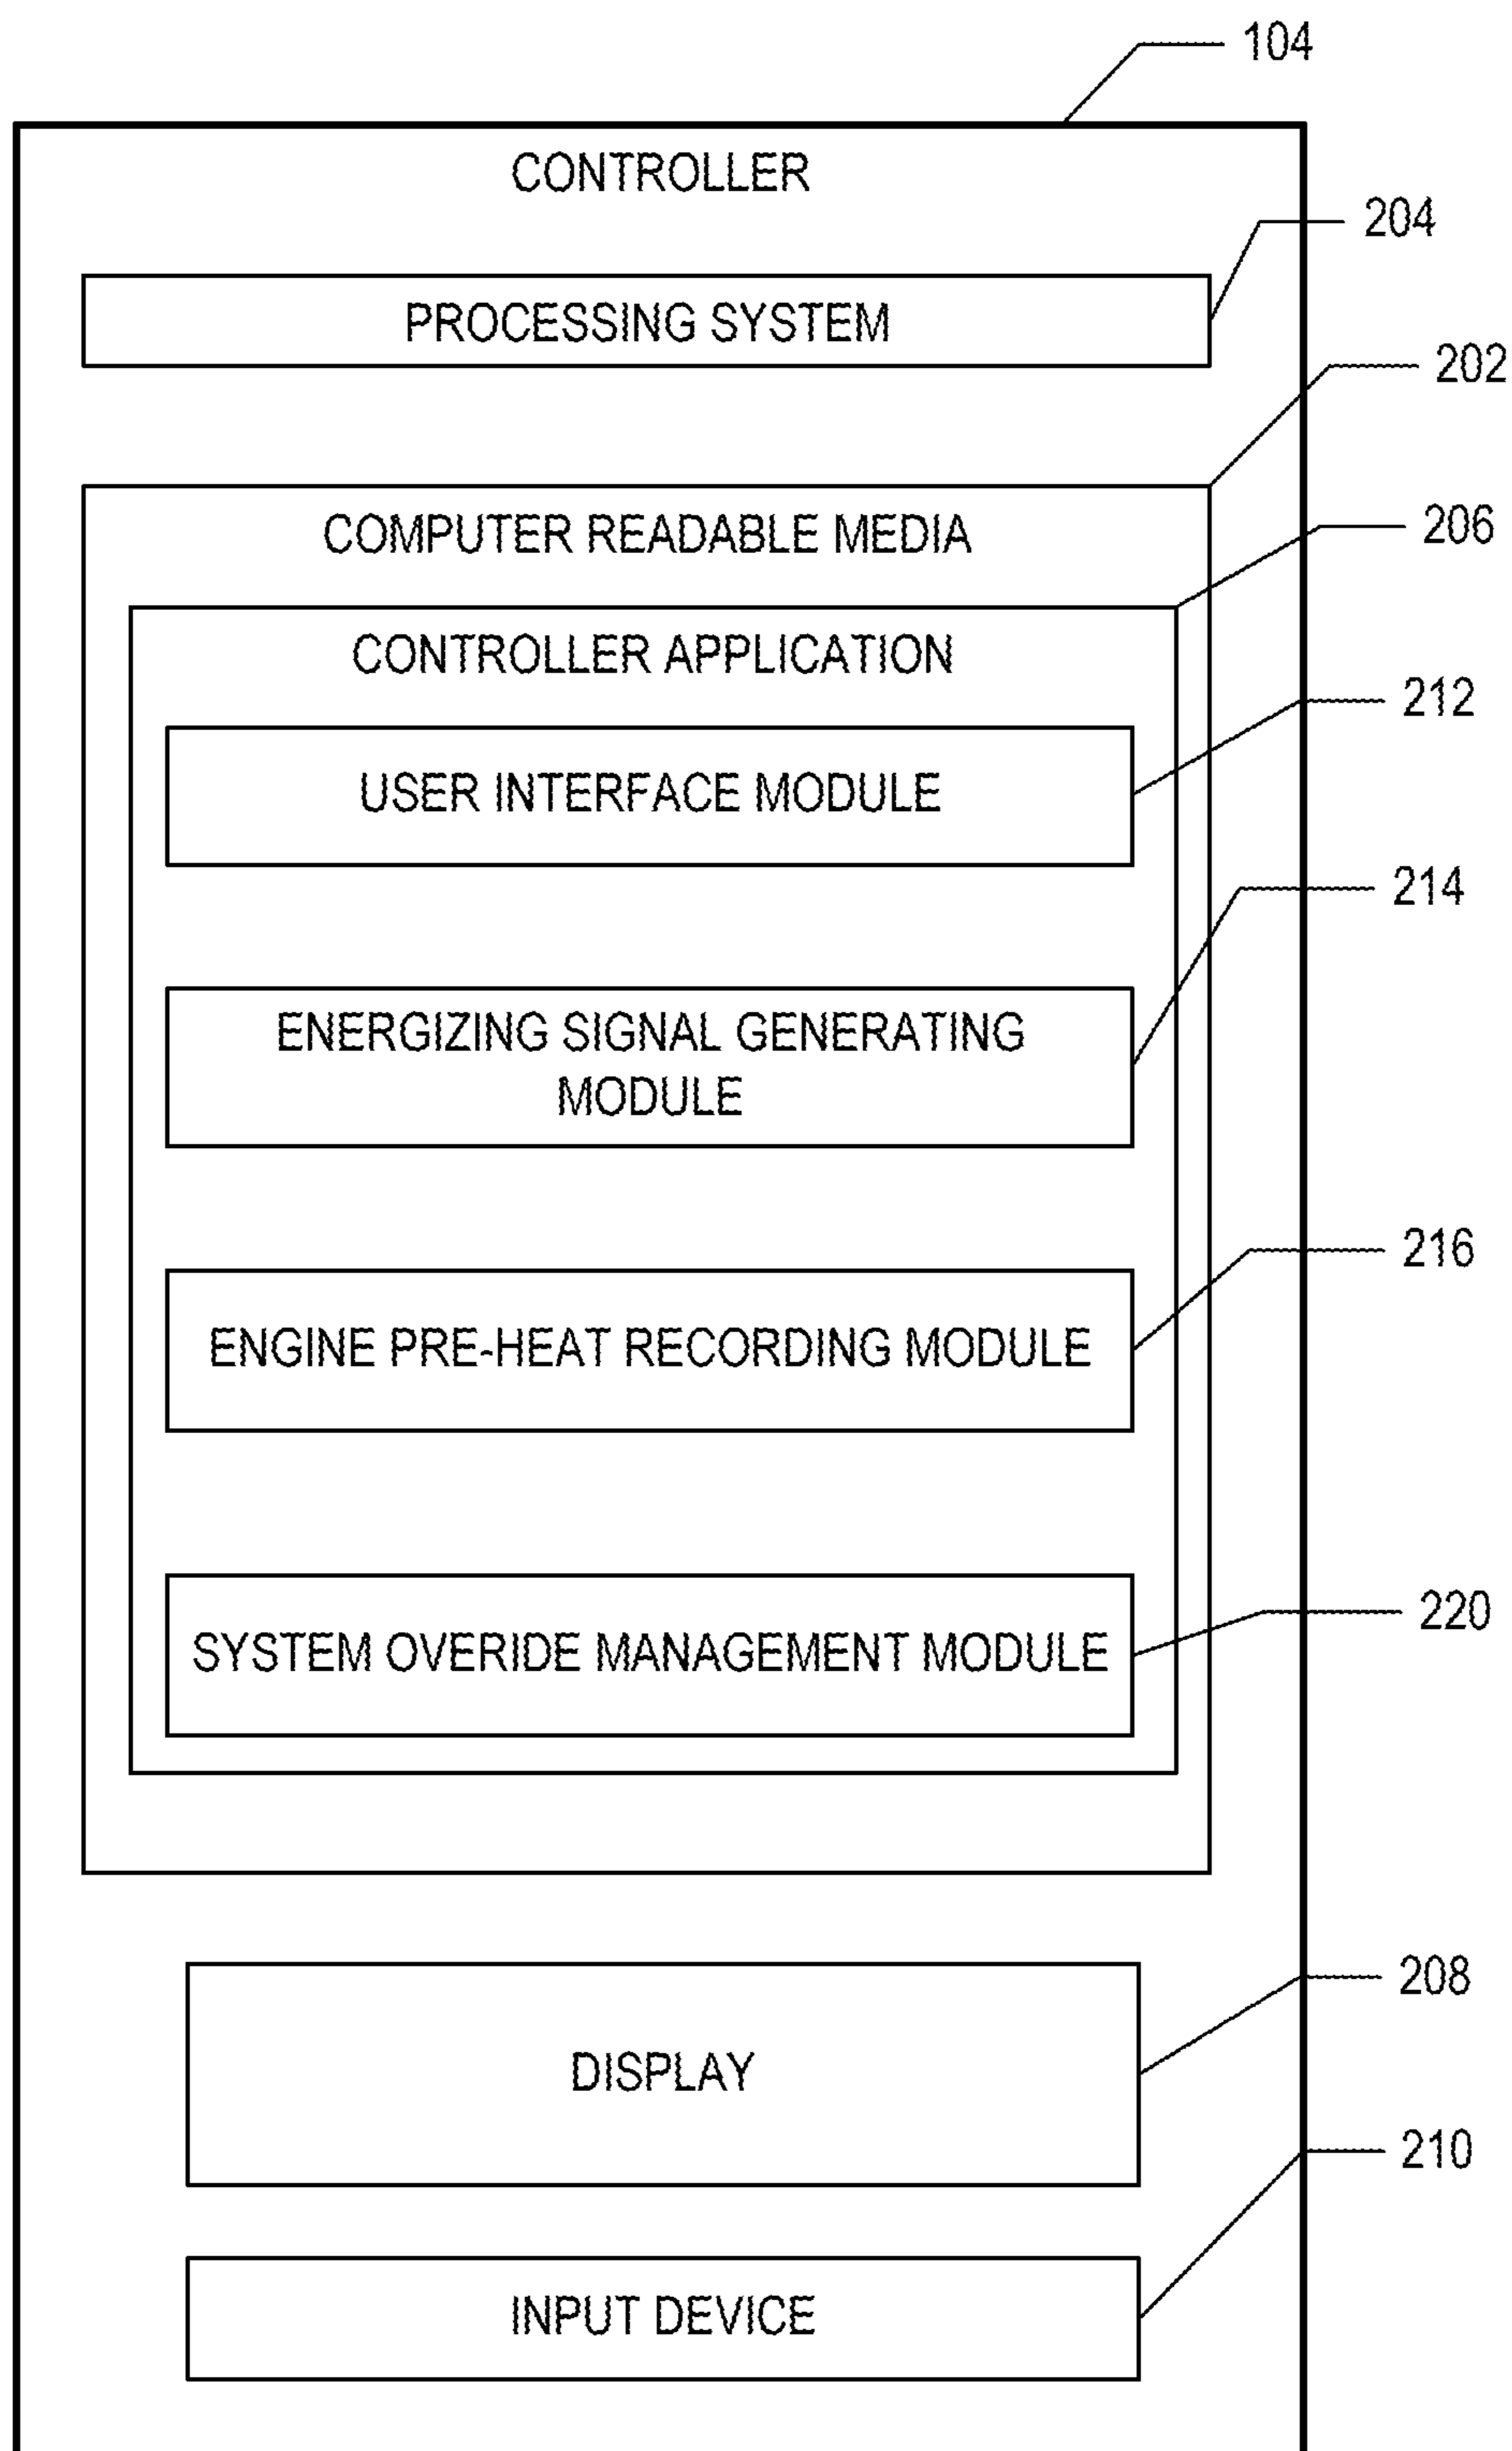 104
CONTROLLER
204
PROCESSING SYSTEM
202
COMPUTER READABLE MEDIA
206
CONTROLLER APPLICATION
212
USER INTERFACE MODULE
214
ENERGIZING SIGNAL GENERATING
MODULE
216
ENGINE PRE-HEAT RECORDING MODULE
220
SYSTEM OVERIDE MANAGEMENT MODULE
208
DISPLAY
210
INPUT DEVICE